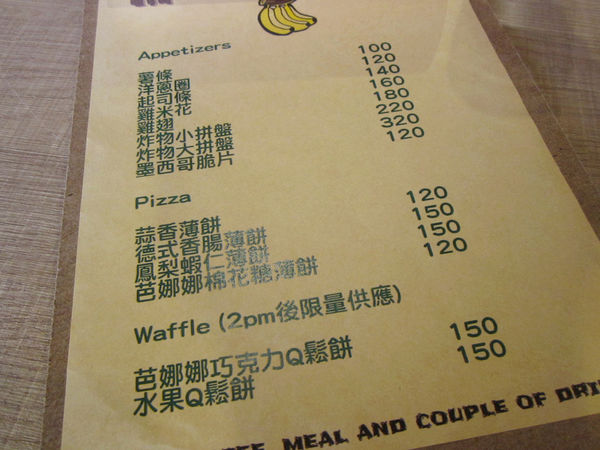 Appetizers
薯條 100
洋蔥圈 120
起司條 140
雞米花 160
雞翅 180
炸物小拼盤 220
炸物大拼盤 320
墨西哥脆片 120
Pizza
蒜香薄餅 120
德式香腸薄餅 150
鳳梨蝦仁薄餅 150
芭娜娜棉花糖薄餅 120
Waffle (2pm後限量供應)
芭娜娜巧克力Q鬆餅 150
水果Q鬆餅 150
MEAL AND COUPLE OF